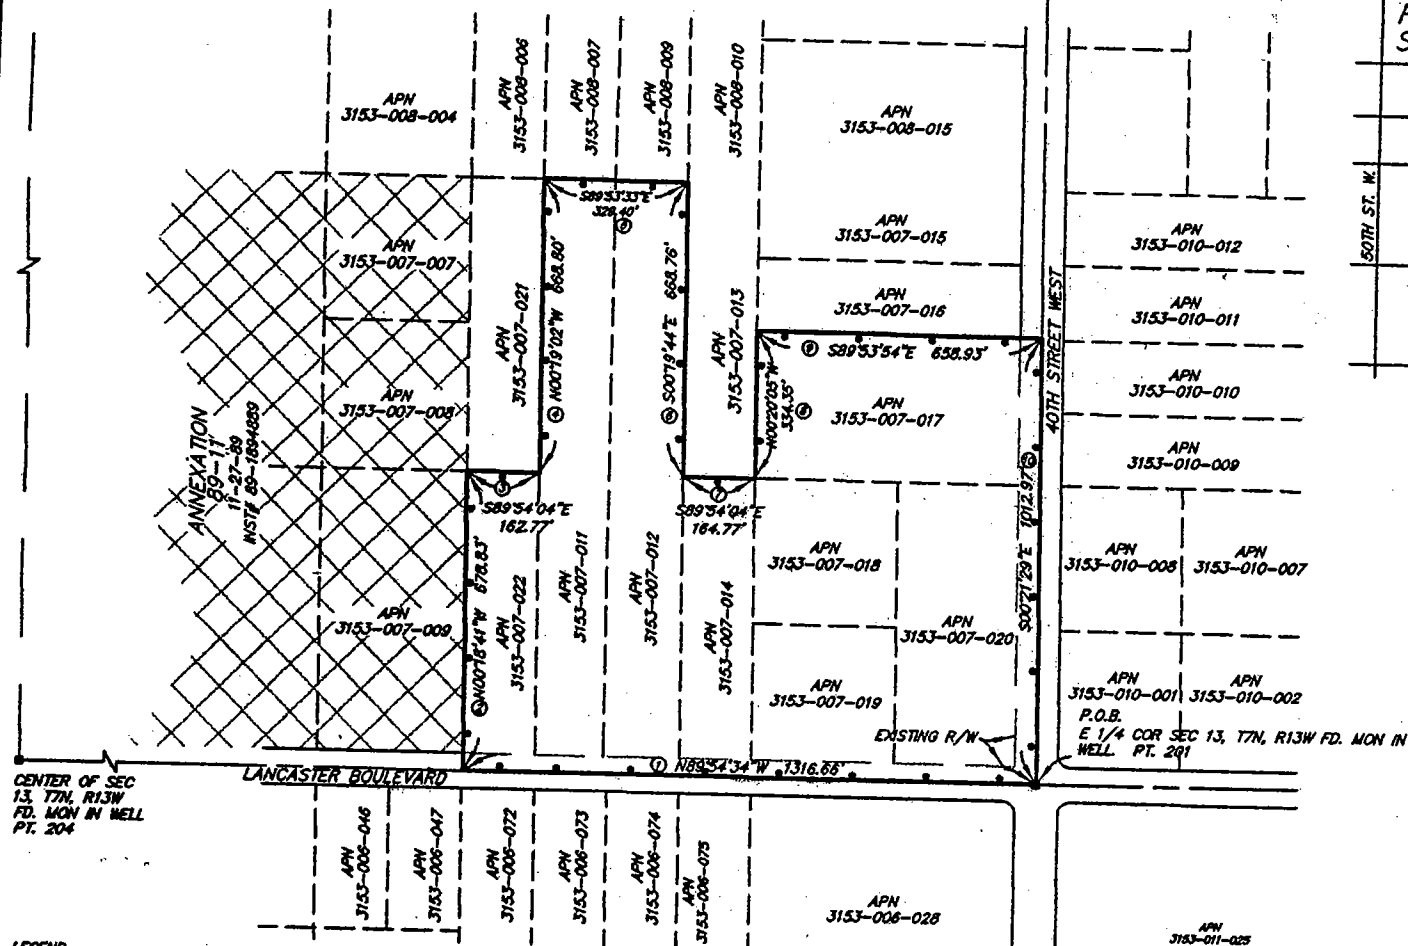 APN
3153-008-004
APN
3153-008-006
APN
3153-008-007
APN
3153-008-009
APN
3153-008-010
APN
3153-008-015
50TH ST. W.
S89°53'33"E
328.40'
5
APN
3153-007-007
APN
3153-007-015
APN
3153-010-012
APN
3153-007-021
4 N00°19'02"W 668.80'
6 S00°19'44"E 668.76'
APN
3153-007-013
APN
3153-007-016
40TH STREET WEST
APN
3153-010-011
9 S89°53'54"E 658.93'
N00°20'05"W
334.35'
8
APN
3153-007-008
APN
3153-007-017
APN
3153-010-010
ANNEXATION
89-11
11-27-89
INST# 89-1894889
APN
3153-010-009
3
S89°54'04"E
162.77'
7
S89°54'04"E
164.77'
10
S00°21'29"E 1012.97'
2 N00°18'41"W 678.83'
APN
3153-007-022
APN
3153-007-011
APN
3153-007-012
APN
3153-007-014
APN
3153-007-018
APN
3153-010-008
APN
3153-010-007
APN
3153-007-009
APN
3153-007-020
APN
3153-007-019
APN
3153-010-001
APN
3153-010-002
EXISTING R/W
P.O.B.
E 1/4 COR SEC 13, T7N, R13W FD. MON IN
WELL PT. 201
1 N89°54'34"W 1316.66'
LANCASTER BOULEVARD
CENTER OF SEC
13, T7N, R13W
FD. MON IN WELL
PT. 204
APN
3153-006-046
APN
3153-006-047
APN
3153-006-072
APN
3153-006-073
APN
3153-006-074
APN
3153-006-075
APN
3153-006-028
APN
3153-011-025
LEGEND